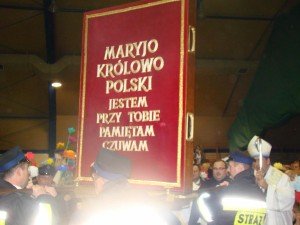 MARYJO
KRÓLOWO
POLSKI
JESTEM
PRZY TOBIE
PAMIĘTAM
CZUWAM
STRAŻ